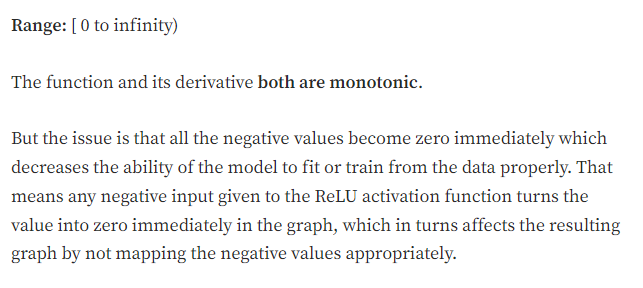 Range: [ 0 to infinity)
The function and its derivative both are monotonic.
But the issue is that all the negative values become zero immediately which
decreases the ability of the model to fit or train from the data properly. That
means any negative input given to the ReLU activation function turns the
value into zero immediately in the graph, which in turns affects the resulting
graph by not mapping the negative values appropriately.